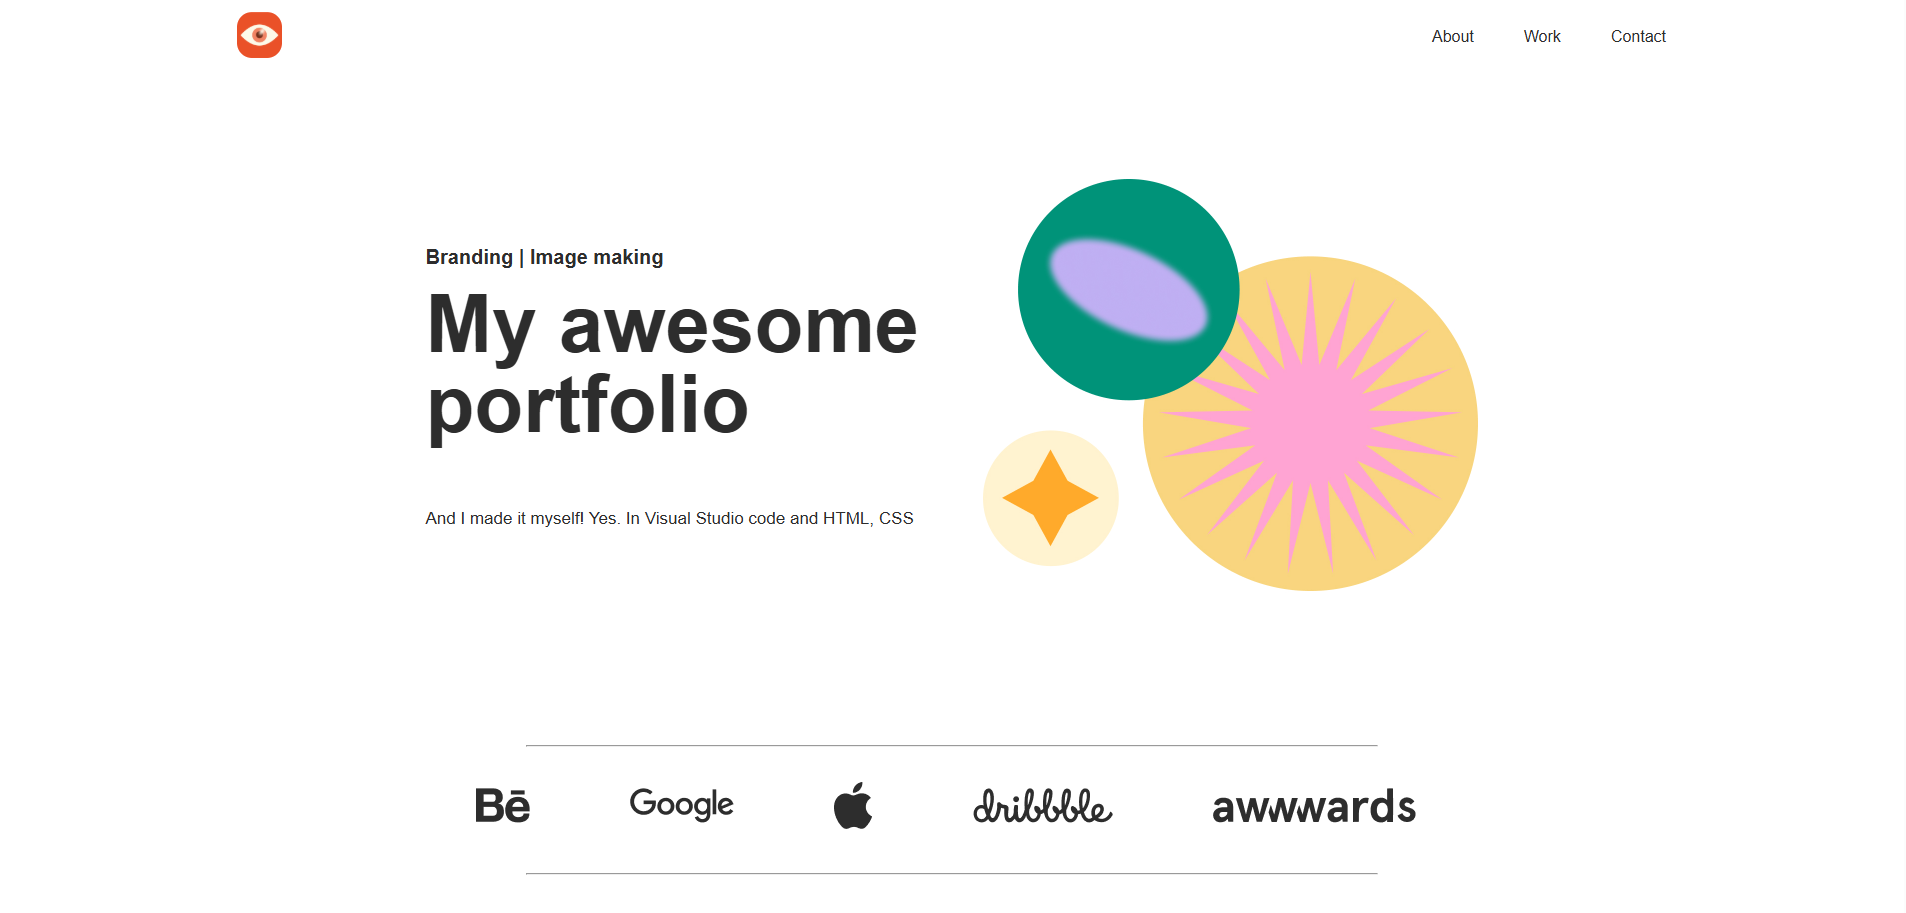 About Work Contact
Branding | Image making
My awesome
portfolio
And I made it myself! Yes. In Visual Studio code and HTML, CSS
Bē Google dribbble awwwards